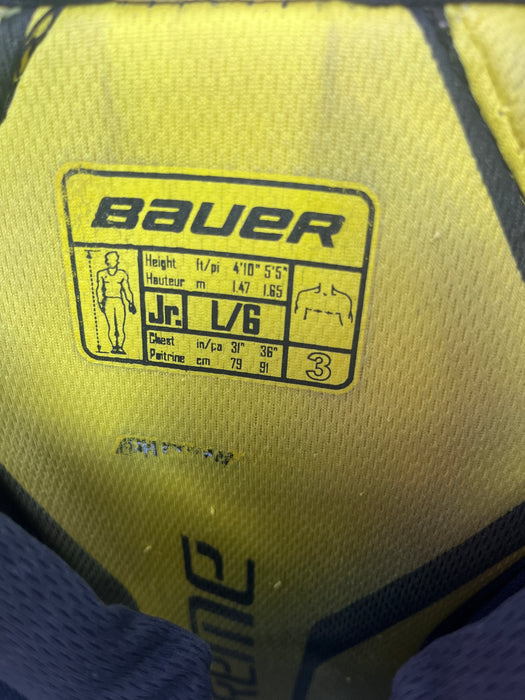 BAUER
Height ft/pi 4'10" 5'5"
Hauteur m 1.47 1.65
Jr. L/6
Chest in/po 31" 36"
Poitrine cm 79 91
3
REME